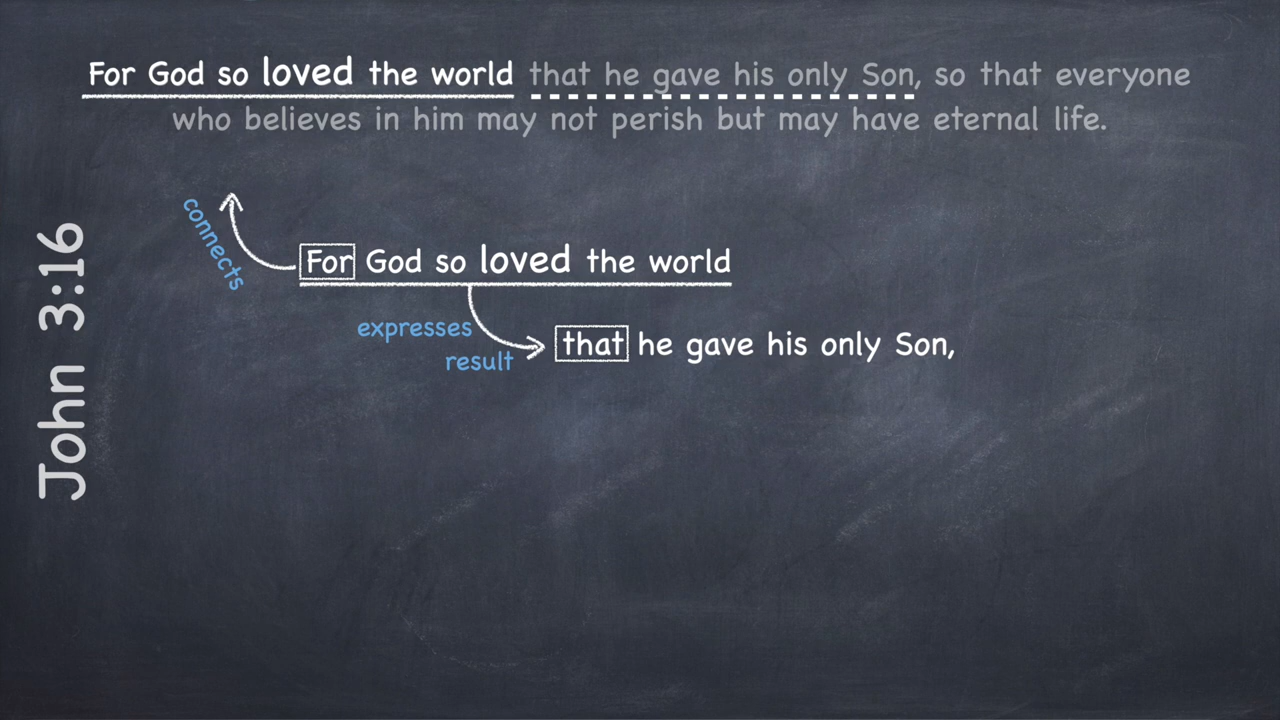 For God so loved the world that he gave his only Son, so that everyone
who believes in him may not perish but may have eternal life.
John 3:16
connects
For God so loved the world
expresses
result
that he gave his only Son,